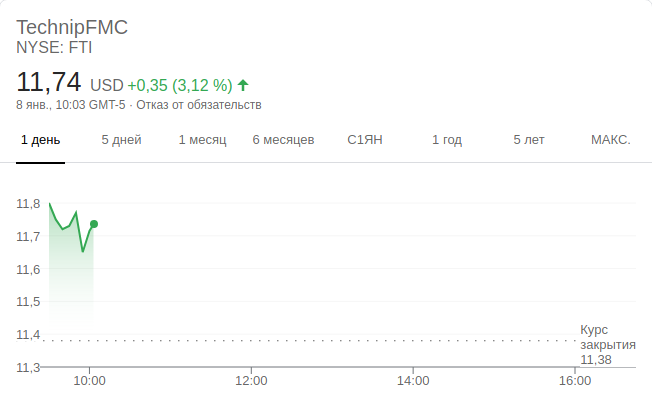 TechnipFMC
NYSE: FTI
11,74 USD +0,35 (3,12 %)
8 янв., 10:03 GMT-5 · Отказ от обязательств
1 день 5 дней 1 месяц 6 месяцев С1ЯН 1 год 5 лет МАКС.
11,8
11,7
11,6
11,5
11,4
Курс
закрытия
11,38
11,3
10:00 12:00 14:00 16:00